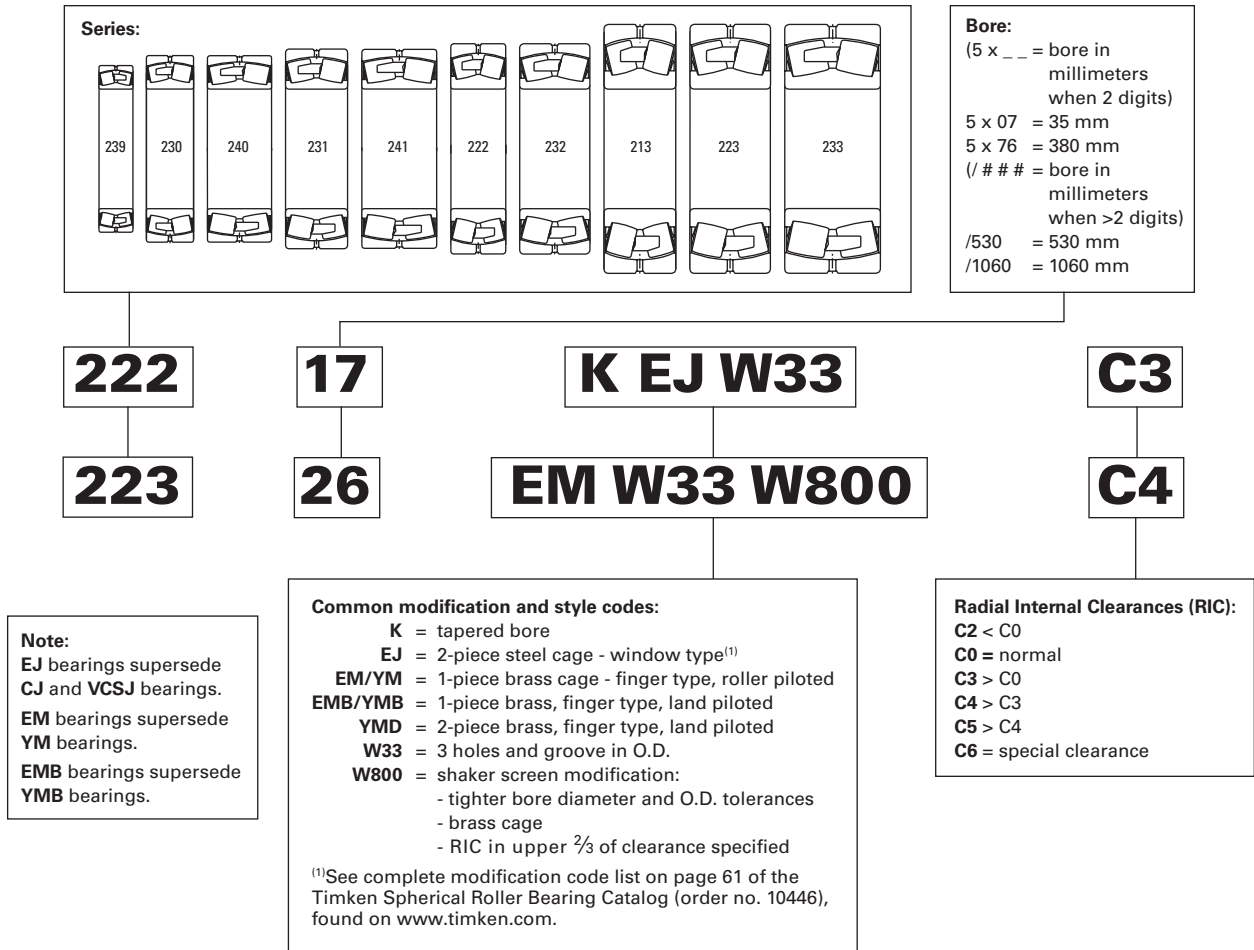 Series:
239 230 240 231 241 222 232 213 223 233
Bore:
(5 x _ _ = bore in
millimeters
when 2 digits)
5 x 07 = 35 mm
5 x 76 = 380 mm
(/ # # # = bore in
millimeters
when >2 digits)
/530 = 530 mm
/1060 = 1060 mm
222 17 K EJ W33 C3
223 26 EM W33 W800 C4
Note:
EJ bearings supersede
CJ and VCSJ bearings.
EM bearings supersede
YM bearings.
EMB bearings supersede
YMB bearings.
Common modification and style codes:
K = tapered bore
EJ = 2-piece steel cage - window type(1)
EM/YM = 1-piece brass cage - finger type, roller piloted
EMB/YMB = 1-piece brass, finger type, land piloted
YMD = 2-piece brass, finger type, land piloted
W33 = 3 holes and groove in O.D.
W800 = shaker screen modification:
- tighter bore diameter and O.D. tolerances
- brass cage
- RIC in upper 2/3 of clearance specified
(1)See complete modification code list on page 61 of the
Timken Spherical Roller Bearing Catalog (order no. 10446),
found on www.timken.com.
Radial Internal Clearances (RIC):
C2 < C0
C0 = normal
C3 > C0
C4 > C3
C5 > C4
C6 = special clearance